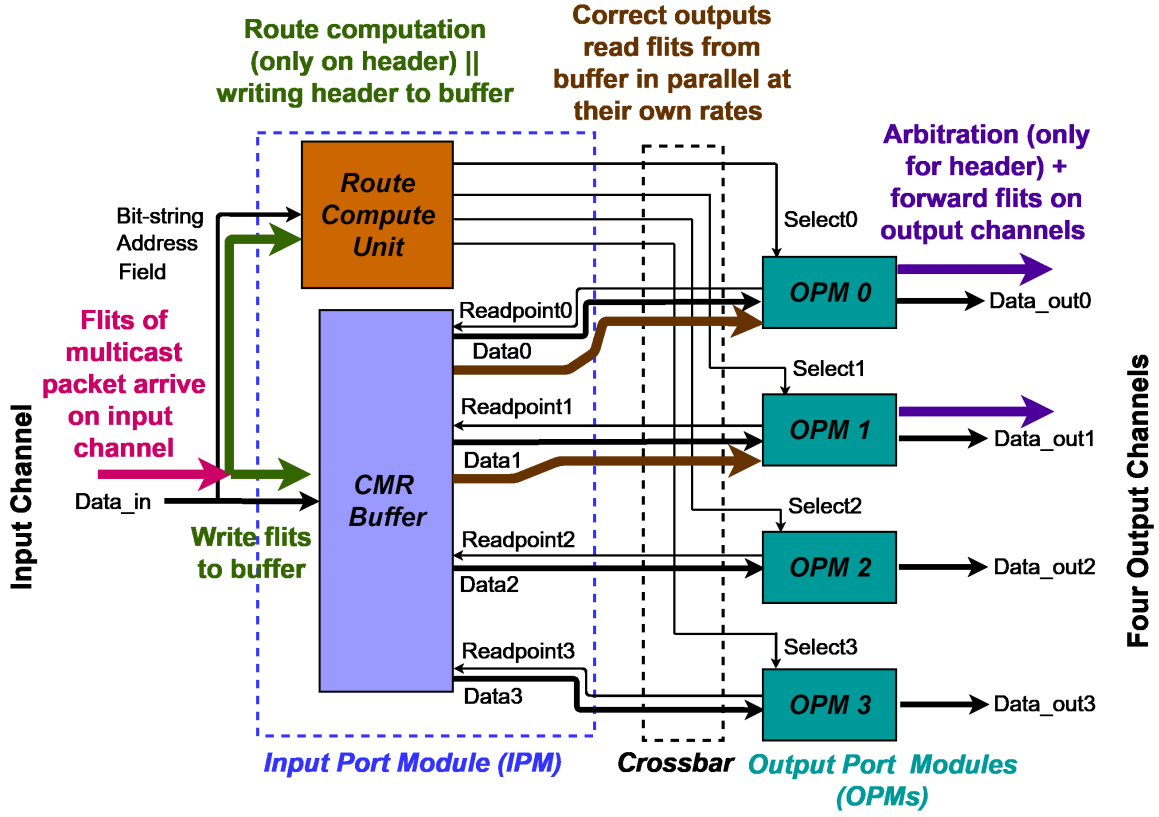 Route computation
(only on header) ||
writing header to buffer
Correct outputs
read flits from
buffer in parallel at
their own rates
Arbitration (only
for header) +
forward flits on
output channels
Route
Compute
Unit
Bit-string
Address
Field
Select0
OPM 0
Data_out0
Readpoint0
Data0
Flits of
multicast
packet arrive
on input
channel
Select1
OPM 1
Data_out1
Readpoint1
Data1
Input Channel
Data_in
CMR
Buffer
Write flits
to buffer
Select2
OPM 2
Data_out2
Readpoint2
Data2
Four Output Channels
Select3
OPM 3
Data_out3
Readpoint3
Data3
Input Port Module (IPM)
Crossbar
Output Port Modules
(OPMs)